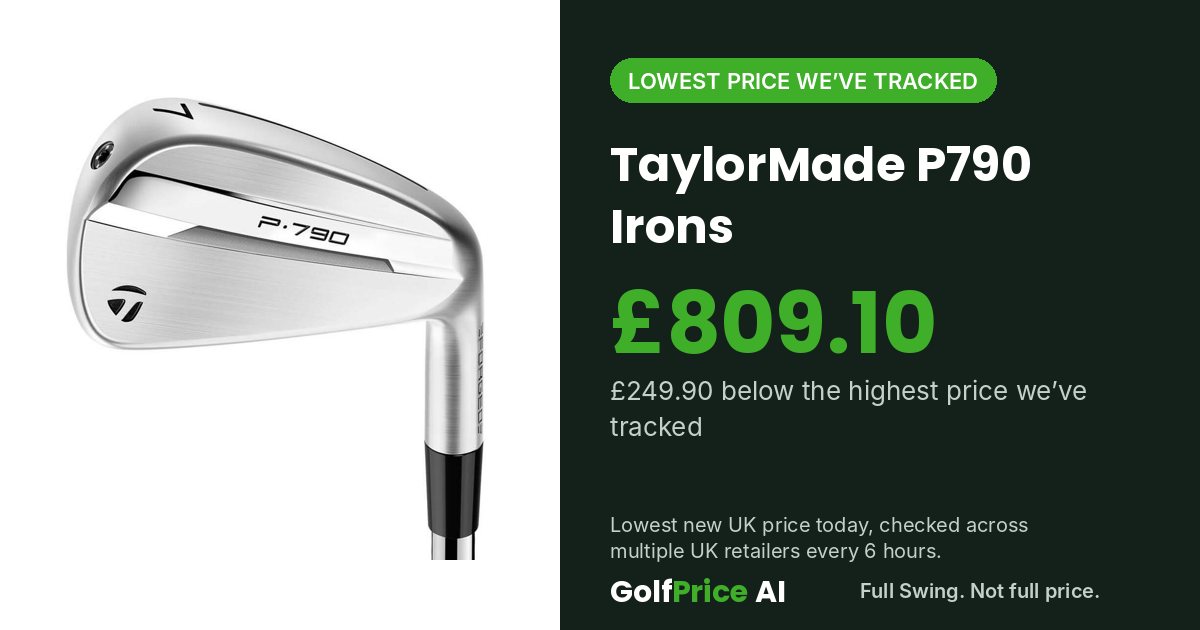 7
P·790
LOWEST PRICE WE’VE TRACKED
TaylorMade P790
Irons
£809.10
£249.90 below the highest price we’ve
tracked
Lowest new UK price today, checked across
multiple UK retailers every 6 hours.
GolfPrice AI
Full Swing. Not full price.